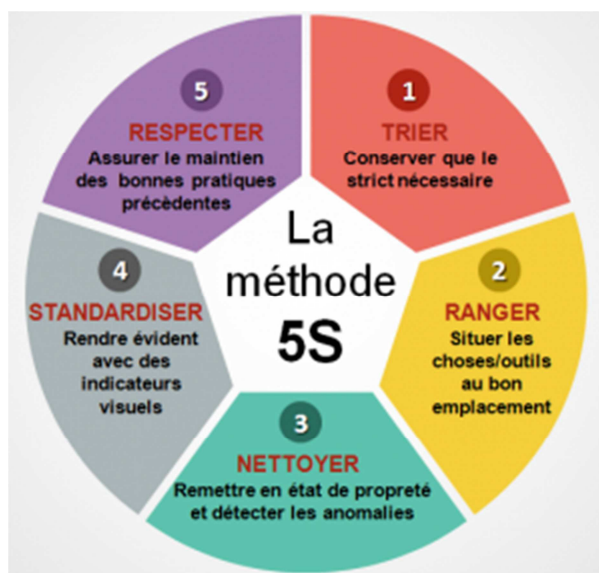 La
méthode
5S
1
TRIER
Conserver que le
strict nécessaire
2
RANGER
Situer les
choses/outils
au bon
emplacement
3
NETTOYER
Remettre en état de propreté
et détecter les anomalies
4
STANDARDISER
Rendre évident
avec des
indicateurs
visuels
5
RESPECTER
Assurer le maintien
des bonnes pratiques
précèdentes